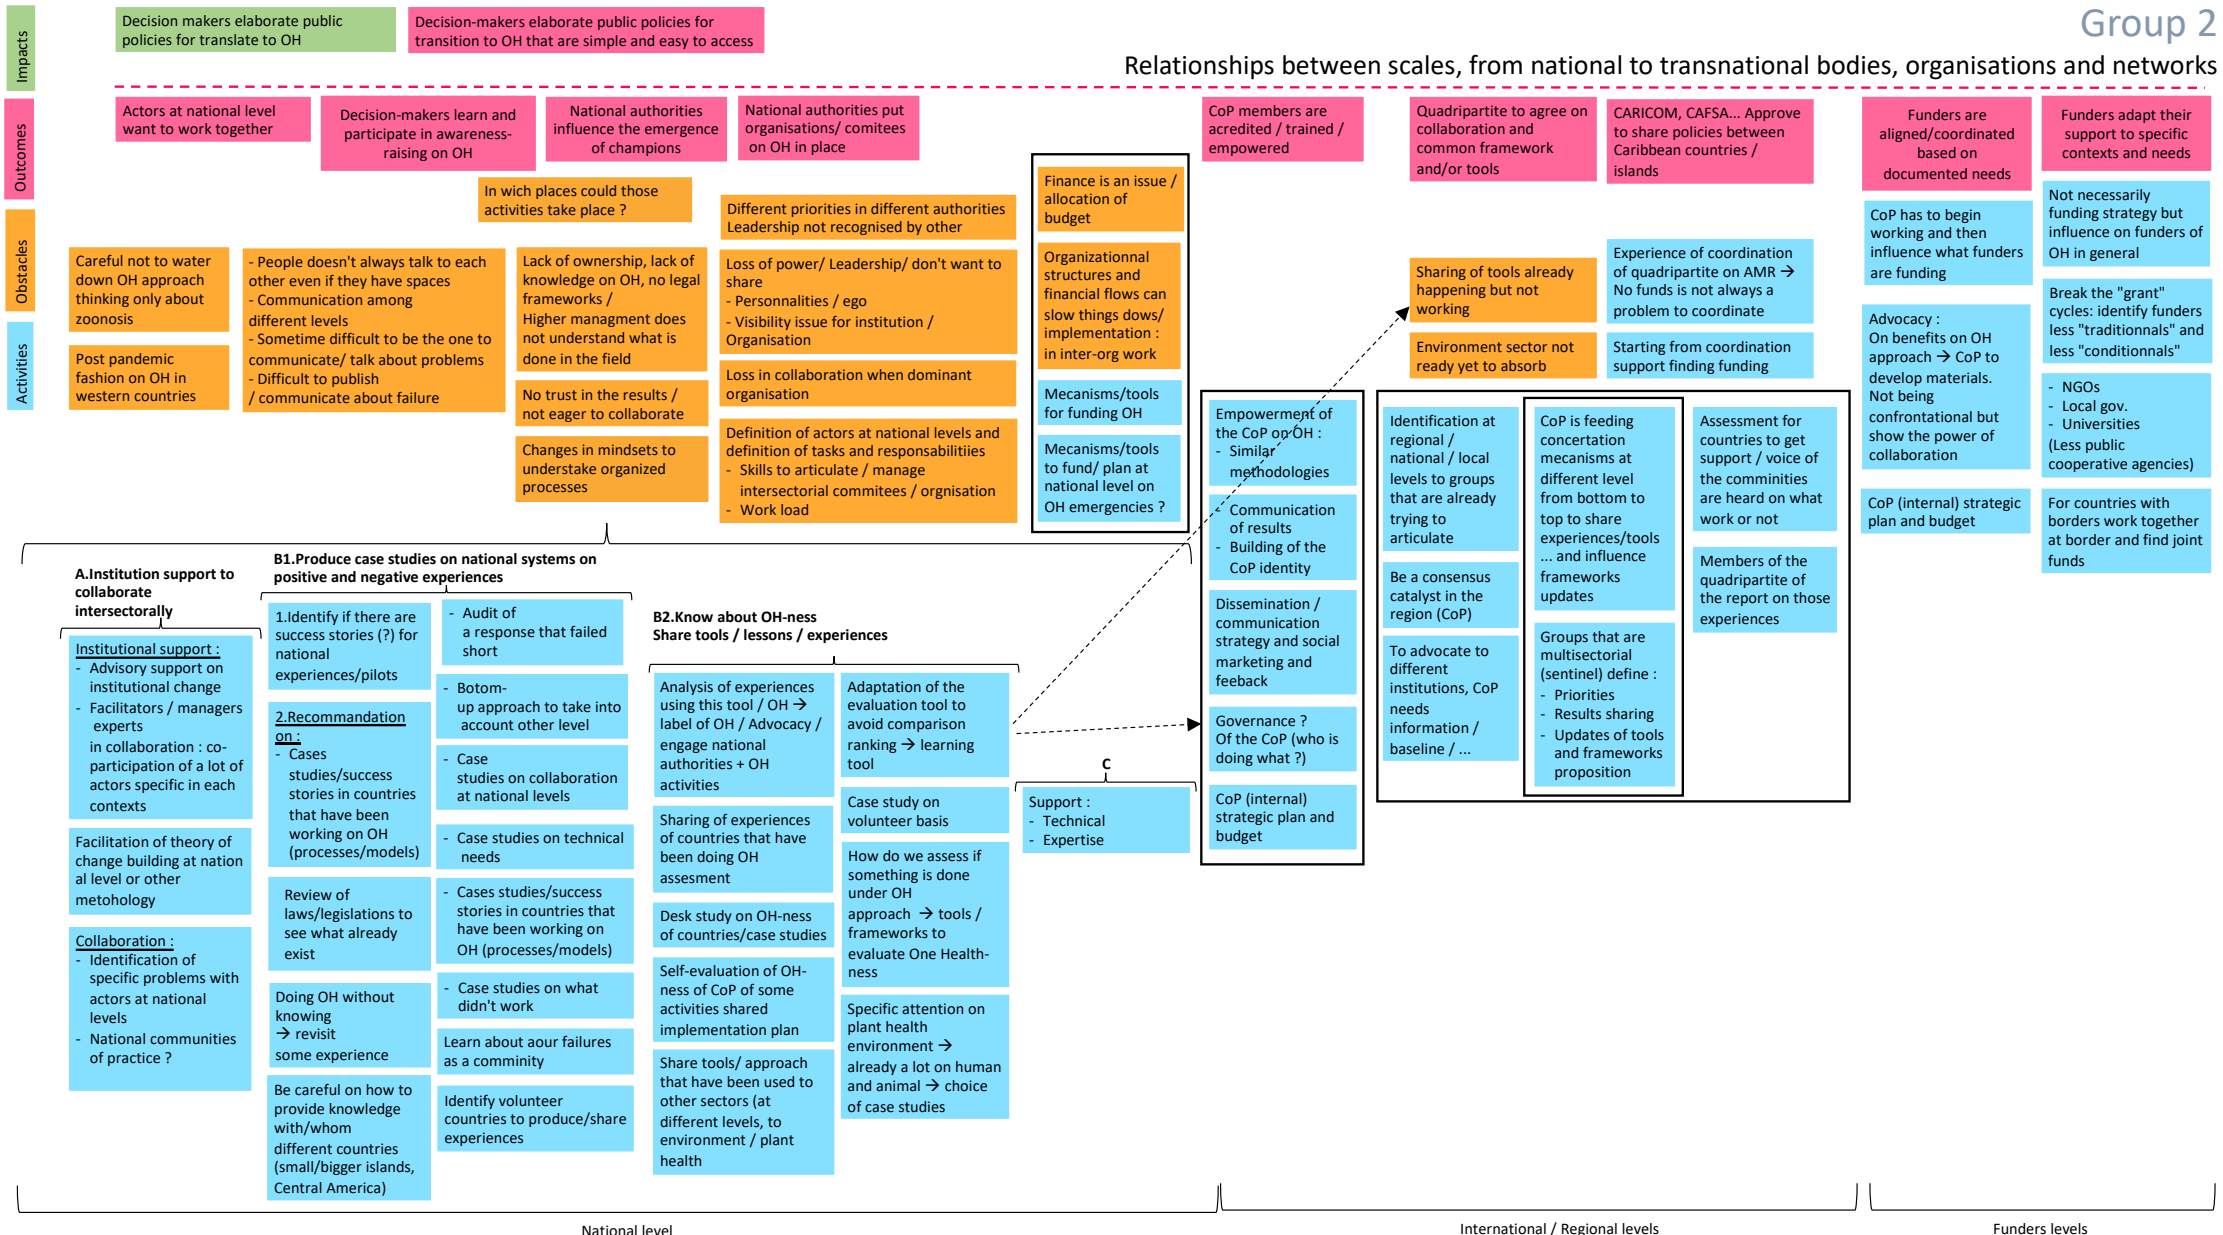 Group 2
Relationships between scales, from national to transnational bodies, organisations and networks
Impacts
Decision makers elaborate public
policies for translate to OH
Decision-makers elaborate public policies for
transition to OH that are simple and easy to access
Outcomes
Actors at national level
want to work together
Decision-makers learn and
participate in awareness-
raising on OH
National authorities
influence the emergence
of champions
National authorities put
organisations/ comitees
on OH in place
CoP members are
acredited / trained /
empowered
Quadripartite to agree on
collaboration and
common framework
and/or tools
CARICOM, CAFSA... Approve
to share policies between
Caribbean countries /
islands
Funders are
aligned/coordinated
based on
documented needs
Funders adapt their
support to specific
contexts and needs
Obstacles
Activities
In wich places could those
activities take place ?
Careful not to water
down OH approach
thinking only about
zoonosis
Post pandemic
fashion on OH in
western countries
- People doesn't always talk to each
other even if they have spaces
- Communication among
different levels
- Sometime difficult to be the one to
communicate/ talk about problems
- Difficult to publish
/ communicate about failure
Lack of ownership, lack of
knowledge on OH, no legal
frameworks /
Higher managment does
not understand what is
done in the field
No trust in the results /
not eager to collaborate
Changes in mindsets to
understake organized
processes
Different priorities in different authorities
Leadership not recognised by other
Loss of power/ Leadership/ don't want to
share
- Personnalities / ego
- Visibility issue for institution /
Organisation
Loss in collaboration when dominant
organisation
Definition of actors at national levels and
definition of tasks and responsabilitiies
- Skills to articulate / manage
intersectorial commitees / orgnisation
- Work load
Finance is an issue /
allocation of
budget
Organizationnal
structures and
financial flows can
slow things dows/
implementation :
in inter-org work
Mecanisms/tools
for funding OH
Mecanisms/tools
to fund/ plan at
national level on
OH emergencies ?
Sharing of tools already
happening but not
working
Environment sector not
ready yet to absorb
Experience of coordination
of quadripartite on AMR →
No funds is not always a
problem to coordinate
Starting from coordination
support finding funding
CoP has to begin
working and then
influence what funders
are funding
Advocacy :
On benefits on OH
approach → CoP to
develop materials.
Not being
confrontational but
show the power of
collaboration
CoP (internal) strategic
plan and budget
Not necessarily
funding strategy but
influence on funders of
OH in general
Break the "grant"
cycles: identify funders
less "traditionnals" and
less "conditionnals"
- NGOs
- Local gov.
- Universities
(Less public
cooperative agencies)
For countries with
borders work together
at border and find joint
funds
Empowerment of
the CoP on OH :
- Similar
methodologies
- Communication
of results
- Building of the
CoP identity
Dissemination /
communication
strategy and social
marketing and
feeback
Governance ?
Of the CoP (who is
doing what ?)
CoP (internal)
strategic plan and
budget
Identification at
regional /
national / local
levels to groups
that are already
trying to
articulate
Be a consensus
catalyst in the
region (CoP)
To advocate to
different
institutions, CoP
needs
information /
baseline / ...
CoP is feeding
concertation
mecanisms at
different level
from bottom to
top to share
experiences/tools
... and influence
frameworks
updates
Groups that are
multisectorial
(sentinel) define :
- Priorities
- Results sharing
- Updates of tools
and frameworks
proposition
Assessment for
countries to get
support / voice of
the comminities
are heard on what
work or not
Members of the
quadripartite of
the report on those
experiences
A.Institution support to
collaborate
intersectorally
Institutional support :
- Advisory support on
institutional change
- Facilitators / managers
experts
in collaboration : co-
participation of a lot of
actors specific in each
contexts
Facilitation of theory of
change building at nation
al level or other
metohology
Collaboration :
- Identification of
specific problems with
actors at national
levels
- National communities
of practice ?
B1.Produce case studies on national systems on
positive and negative experiences
1.Identify if there are
success stories (?) for
national
experiences/pilots
2.Recommandation
on :
- Cases
studies/success
stories in countries
that have been
working on OH
(processes/models)
Review of
laws/legislations to
see what already
exist
Doing OH without
knowing
→ revisit
some experience
Be careful on how to
provide knowledge
with/whom
different countries
(small/bigger islands,
Central America)
- Audit of
a response that failed
short
- Botom-
up approach to take into
account other level
- Case
studies on collaboration
at national levels
- Case studies on technical
needs
- Cases studies/success
stories in countries that
have been working on
OH (processes/models)
- Case studies on what
didn't work
Learn about aour failures
as a comminity
Identify volunteer
countries to produce/share
experiences
B2.Know about OH-ness
Share tools / lessons / experiences
Analysis of experiences
using this tool / OH →
label of OH / Advocacy /
engage national
authorities + OH
activities
Sharing of experiences
of countries that have
been doing OH
assesment
Desk study on OH-ness
of countries/case studies
Self-evaluation of OH-
ness of CoP of some
activities shared
implementation plan
Share tools/ approach
that have been used to
other sectors (at
different levels, to
environment / plant
health
Adaptation of the
evaluation tool to
avoid comparison
ranking → learning
tool
Case study on
volunteer basis
How do we assess if
something is done
under OH
approach → tools /
frameworks to
evaluate One Health-
ness
Specific attention on
plant health
environment →
already a lot on human
and animal → choice
of case studies
C
Support :
- Technical
- Expertise
National level
International / Regional levels
Funders levels